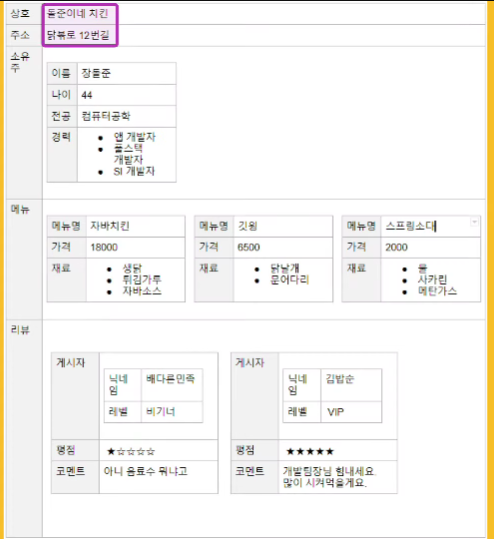 상호 돌준이네 치킨
주소 닭볶로 12번길
소유주
이름 장돌준
나이 44
전공 컴퓨터공학
경력
● 앱 개발자
● 풀스택
개발자
● SI 개발자
메뉴
메뉴명 자바치킨
가격 18000
재료
● 생닭
● 튀김가루
● 자바소스
메뉴명 깃윙
가격 6500
재료
● 닭날개
● 문어다리
메뉴명 스프링소다
가격 2000
재료
● 물
● 사카린
● 메탄가스
리뷰
게시자
닉네임 배다른민족
레벨 비기너
평점 ★☆☆☆☆
코멘트 아니 음료수 뭐냐고
게시자
닉네임 김밥순
레벨 VIP
평점 ★★★★★
코멘트 개발팀장님 힘내세요.
많이 시켜먹을게요.